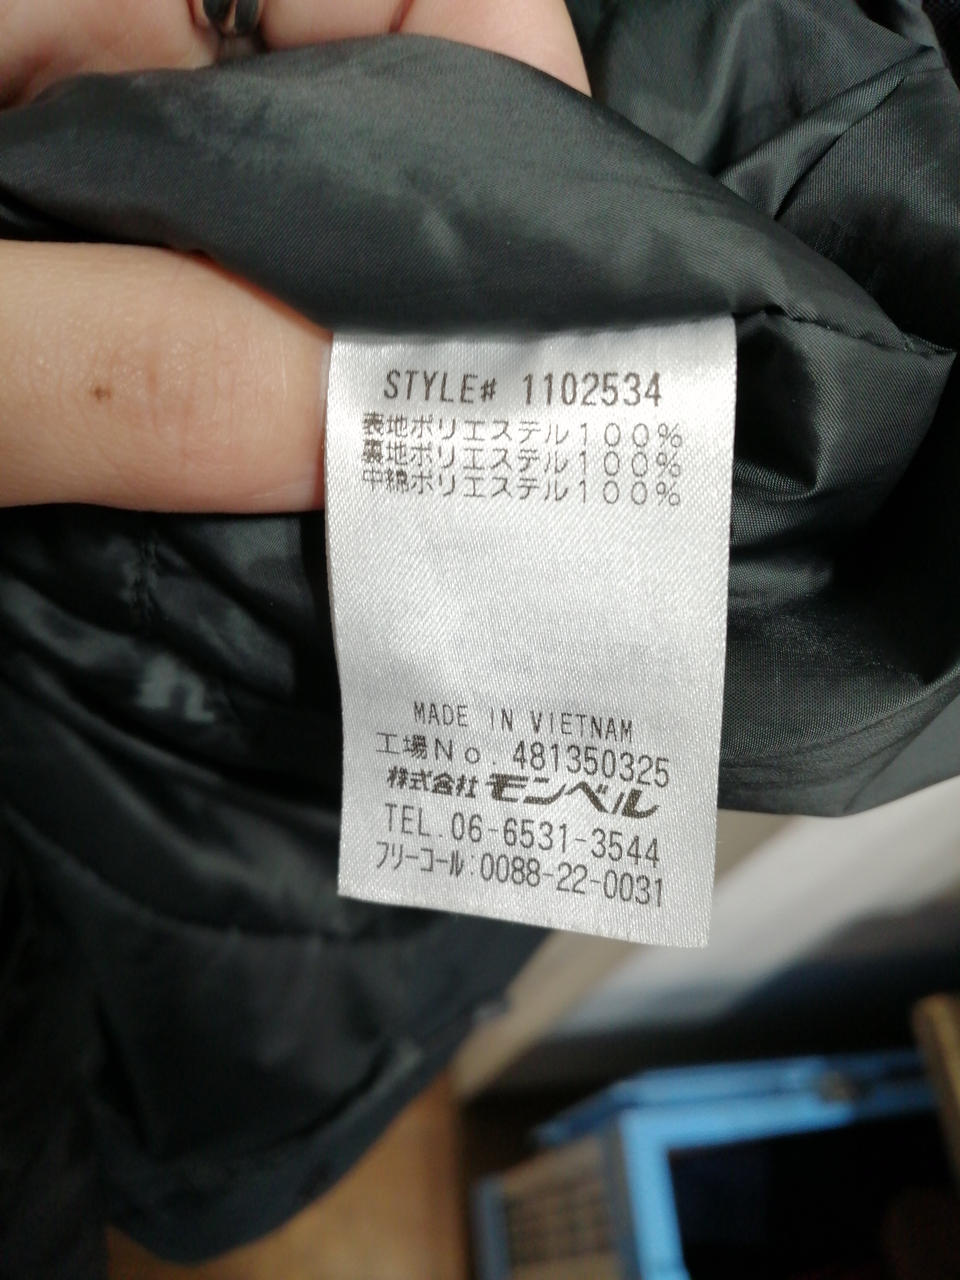 STYLE# 1102534
表地ポリエステル100%
裏地ポリエステル100%
中綿ポリエステル100%
MADE IN VIETNAM
工場No. 481350325
株式会社モンベル
TEL.06-6531-3544
フリーコール:0088-22-0031